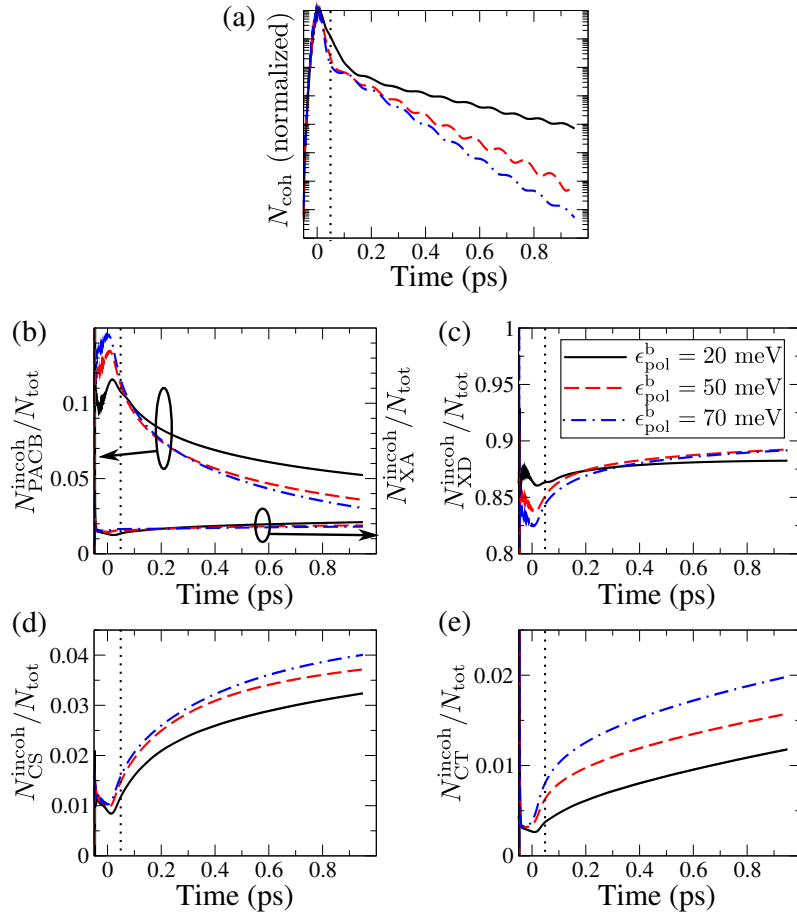 (a)
N_coh (normalized)
0 0.2 0.4 0.6 0.8
Time (ps)
(b)
N^incoh_PACB/N_tot
0.1
0.05
0
N^incoh_XA/N_tot
0 0.2 0.4 0.6 0.8
Time (ps)
(c)
N^incoh_XD/N_tot
1
0.95
0.9
0.85
0.8
ϵ^b_pol = 20 meV
ϵ^b_pol = 50 meV
ϵ^b_pol = 70 meV
0 0.2 0.4 0.6 0.8
Time (ps)
(d)
N^incoh_CS/N_tot
0.04
0.03
0.02
0.01
0
0 0.2 0.4 0.6 0.8
Time (ps)
(e)
N^incoh_CT/N_tot
0.02
0.01
0
0 0.2 0.4 0.6 0.8
Time (ps)